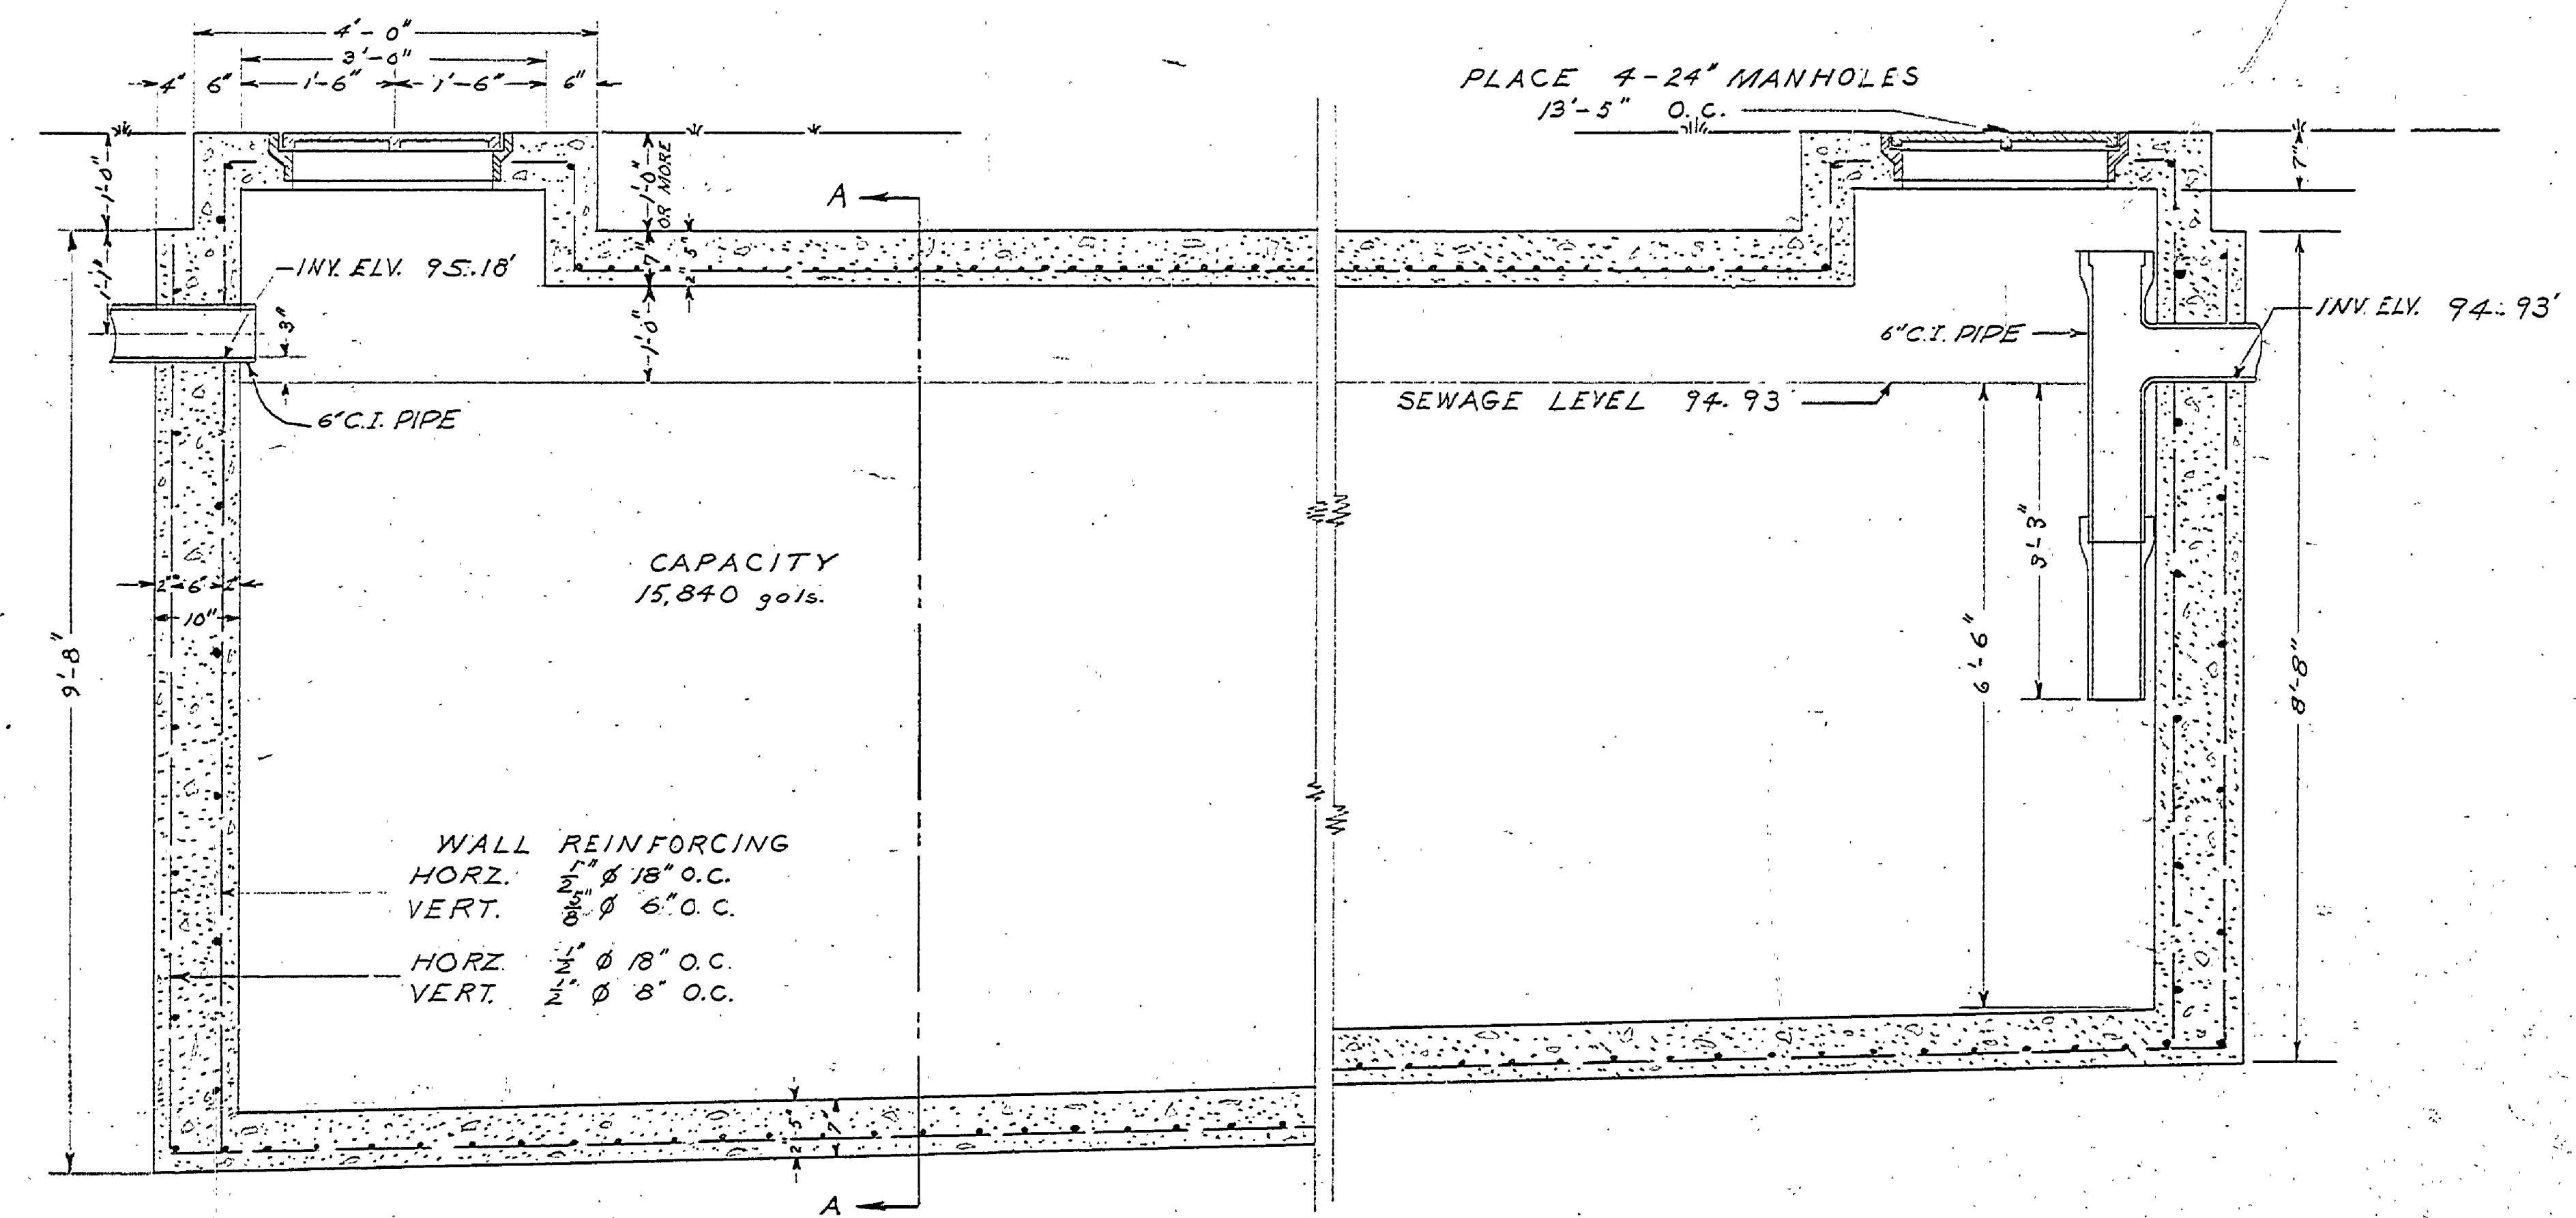 4'-0"
3'-0"
4" 6" 1'-6" 1'-6" 6"
PLACE 4-24" MANHOLES
13'-5" O.C.
1'-0"
1'-0"
OR MORE
7"
A
1'-1"
7" 5"
2"
INV. ELV. 95.18'
3"
1'-0"
6" C.I. PIPE
6" C.I. PIPE
INV. ELV. 94.93'
SEWAGE LEVEL 94.93
CAPACITY
15,840 gals.
2" 6" 2"
10"
9'-8"
3'-3"
6'-6"
8'-8"
WALL REINFORCING
HORZ. 1/2" ϕ 18" O.C.
VERT. 5/8" ϕ 6" O.C.
HORZ. 1/2" ϕ 18" O.C.
VERT. 1/2" ϕ 8" O.C.
5" 7"
2"
A